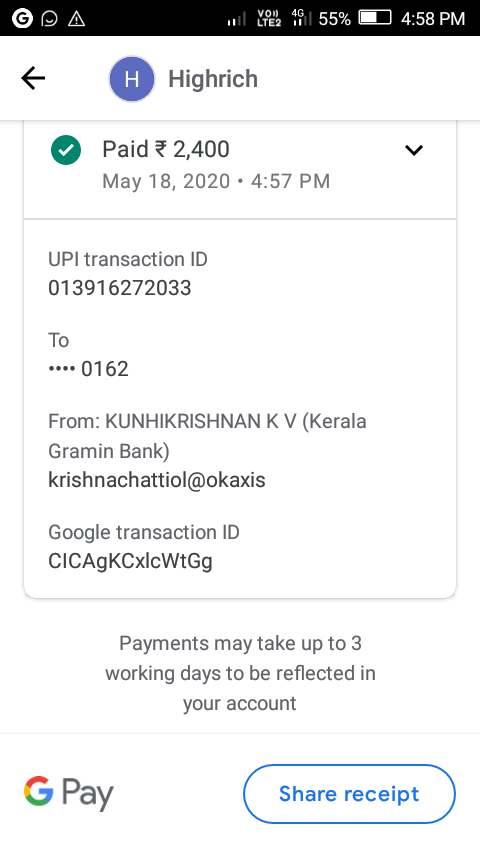 VO)) LTE2 4G 55% 4:58 PM
H Highrich
Paid ₹ 2,400
May 18, 2020 • 4:57 PM
UPI transaction ID
013916272033
To
•••• 0162
From: KUNHIKRISHNAN K V (Kerala
Gramin Bank)
krishnachattiol@okaxis
Google transaction ID
CICAgKCxlcWtGg
Payments may take up to 3
working days to be reflected in
your account
G Pay
Share receipt